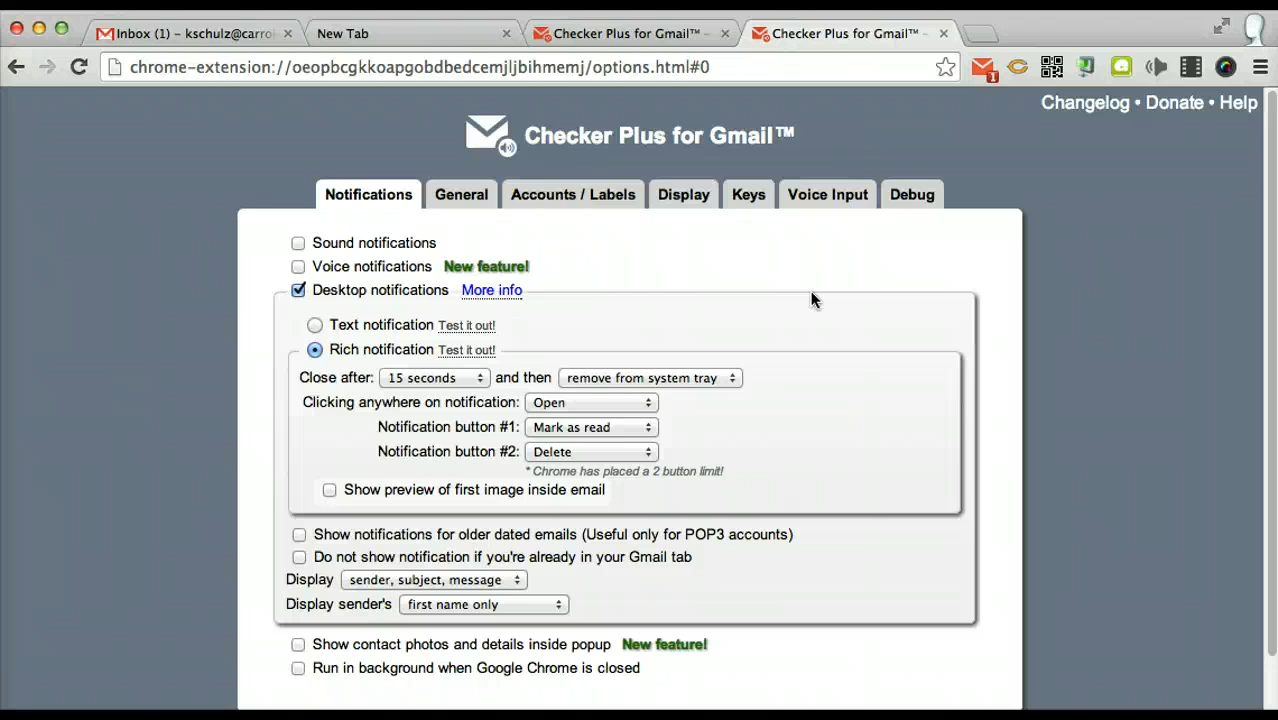 Inbox (1) – kschulz@carro
New Tab
Checker Plus for Gmail™ –
Checker Plus for Gmail™ –
chrome-extension://oeopbcgkkoapgobdbedcemjljbihmemj/options.html#0
1
Changelog • Donate • Help
Checker Plus for Gmail™
Notifications General Accounts / Labels Display Keys Voice Input Debug
Sound notifications
Voice notifications New feature!
Desktop notifications More info
Text notification Test it out!
Rich notification Test it out!
Close after: 15 seconds and then remove from system tray
Clicking anywhere on notification: Open
Notification button #1: Mark as read
Notification button #2: Delete
* Chrome has placed a 2 button limit!
Show preview of first image inside email
Show notifications for older dated emails (Useful only for POP3 accounts)
Do not show notification if you're already in your Gmail tab
Display sender, subject, message
Display sender's first name only
Show contact photos and details inside popup New feature!
Run in background when Google Chrome is closed